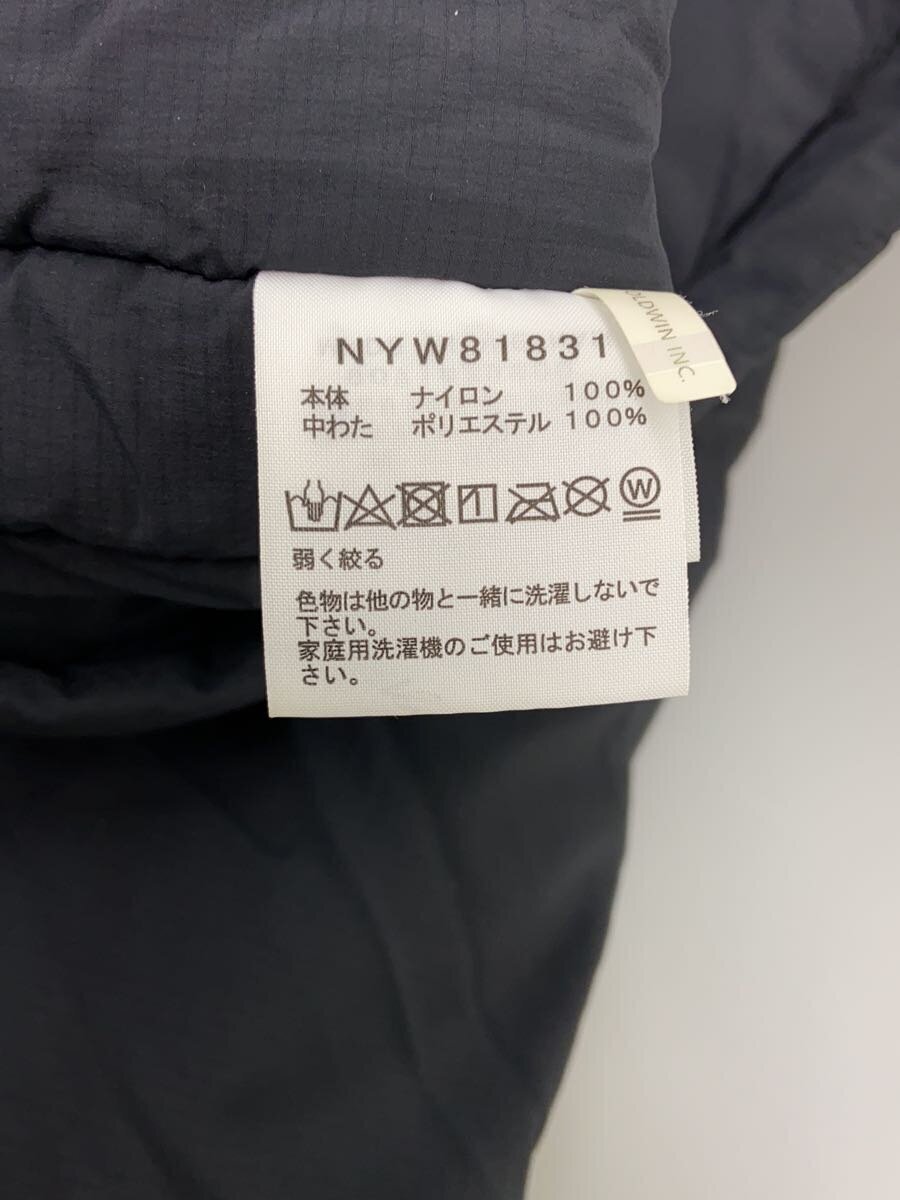 NYW81831
OLDWIN INC.
本体 ナイロン 100%
中わた ポリエステル 100%
W
弱く絞る
色物は他の物と一緒に洗濯しないで
下さい。
家庭用洗濯機のご使用はお避け下
さい。